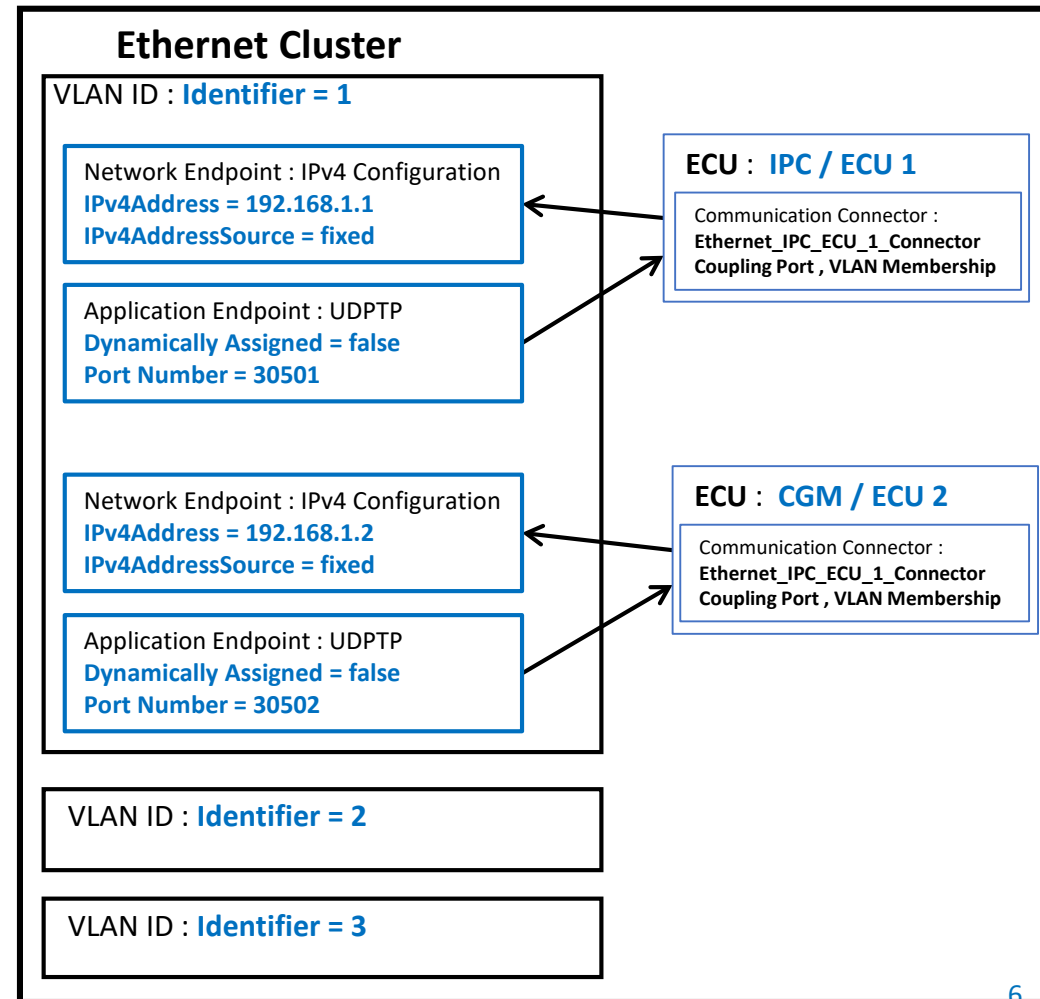 Ethernet Cluster
VLAN ID : Identifier = 1
Network Endpoint : IPv4 Configuration
IPv4Address = 192.168.1.1
IPv4AddressSource = fixed
Application Endpoint : UDPTP
Dynamically Assigned = false
Port Number = 30501
ECU : IPC / ECU 1
Communication Connector :
Ethernet_IPC_ECU_1_Connector
Coupling Port , VLAN Membership
Network Endpoint : IPv4 Configuration
IPv4Address = 192.168.1.2
IPv4AddressSource = fixed
Application Endpoint : UDPTP
Dynamically Assigned = false
Port Number = 30502
ECU : CGM / ECU 2
Communication Connector :
Ethernet_IPC_ECU_1_Connector
Coupling Port , VLAN Membership
VLAN ID : Identifier = 2
VLAN ID : Identifier = 3
6